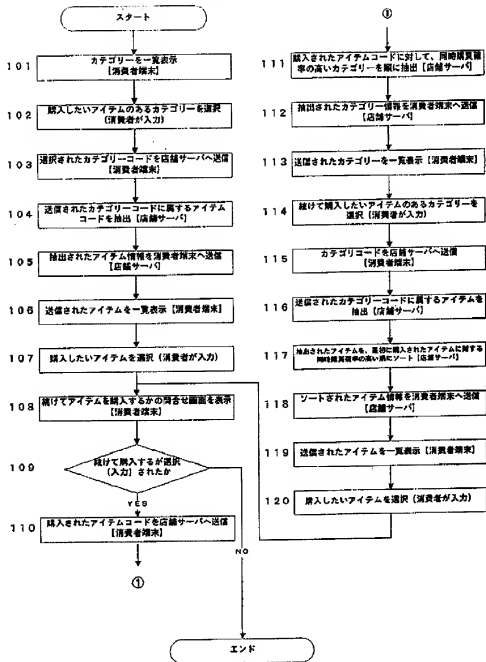 スタート
101
カテゴリーを一覧表示
【消費者端末】
102
購入したいアイテムのあるカテゴリーを選択
(消費者が入力)
103
選択されたカテゴリーコードを店舗サーバへ送信
【消費者端末】
104
送信されたカテゴリーコードに属するアイテム
コードを抽出【店舗サーバ】
105
抽出されたアイテム情報を消費者端末へ送信
【店舗サーバ】
106
送信されたアイテムを一覧表示【消費者端末】
107
購入したいアイテムを選択(消費者が入力)
108
続けてアイテムを購入するかの問合せ画面を表示
【消費者端末】
109
続けて購入するが選択
(入力)されたか
YES
NO
110
購入されたアイテムコードを店舗サーバへ送信
【消費者端末】
①
①
111
購入されたアイテムコードに対して、同時購買確
率の高いカテゴリーを順に抽出【店舗サーバ】
112
抽出されたカテゴリー情報を消費者端末へ送信
【店舗サーバ】
113
送信されたカテゴリーを一覧表示【消費者端末】
114
続けて購入したいアイテムのあるカテゴリーを
選択(消費者が入力)
115
カテゴリコードを店舗サーバへ送信
【消費者端末】
116
送信されたカテゴリーコードに属するアイテムを
抽出【店舗サーバ】
117
抽出されたアイテムを、最初に購入されたアイテムに対する
同時購買確率の高い順にソート【店舗サーバ】
118
ソートされたアイテム情報を消費者端末へ送信
【店舗サーバ】
119
送信されたアイテムを一覧表示【消費者端末】
120
購入したいアイテムを選択(消費者が入力)
エンド